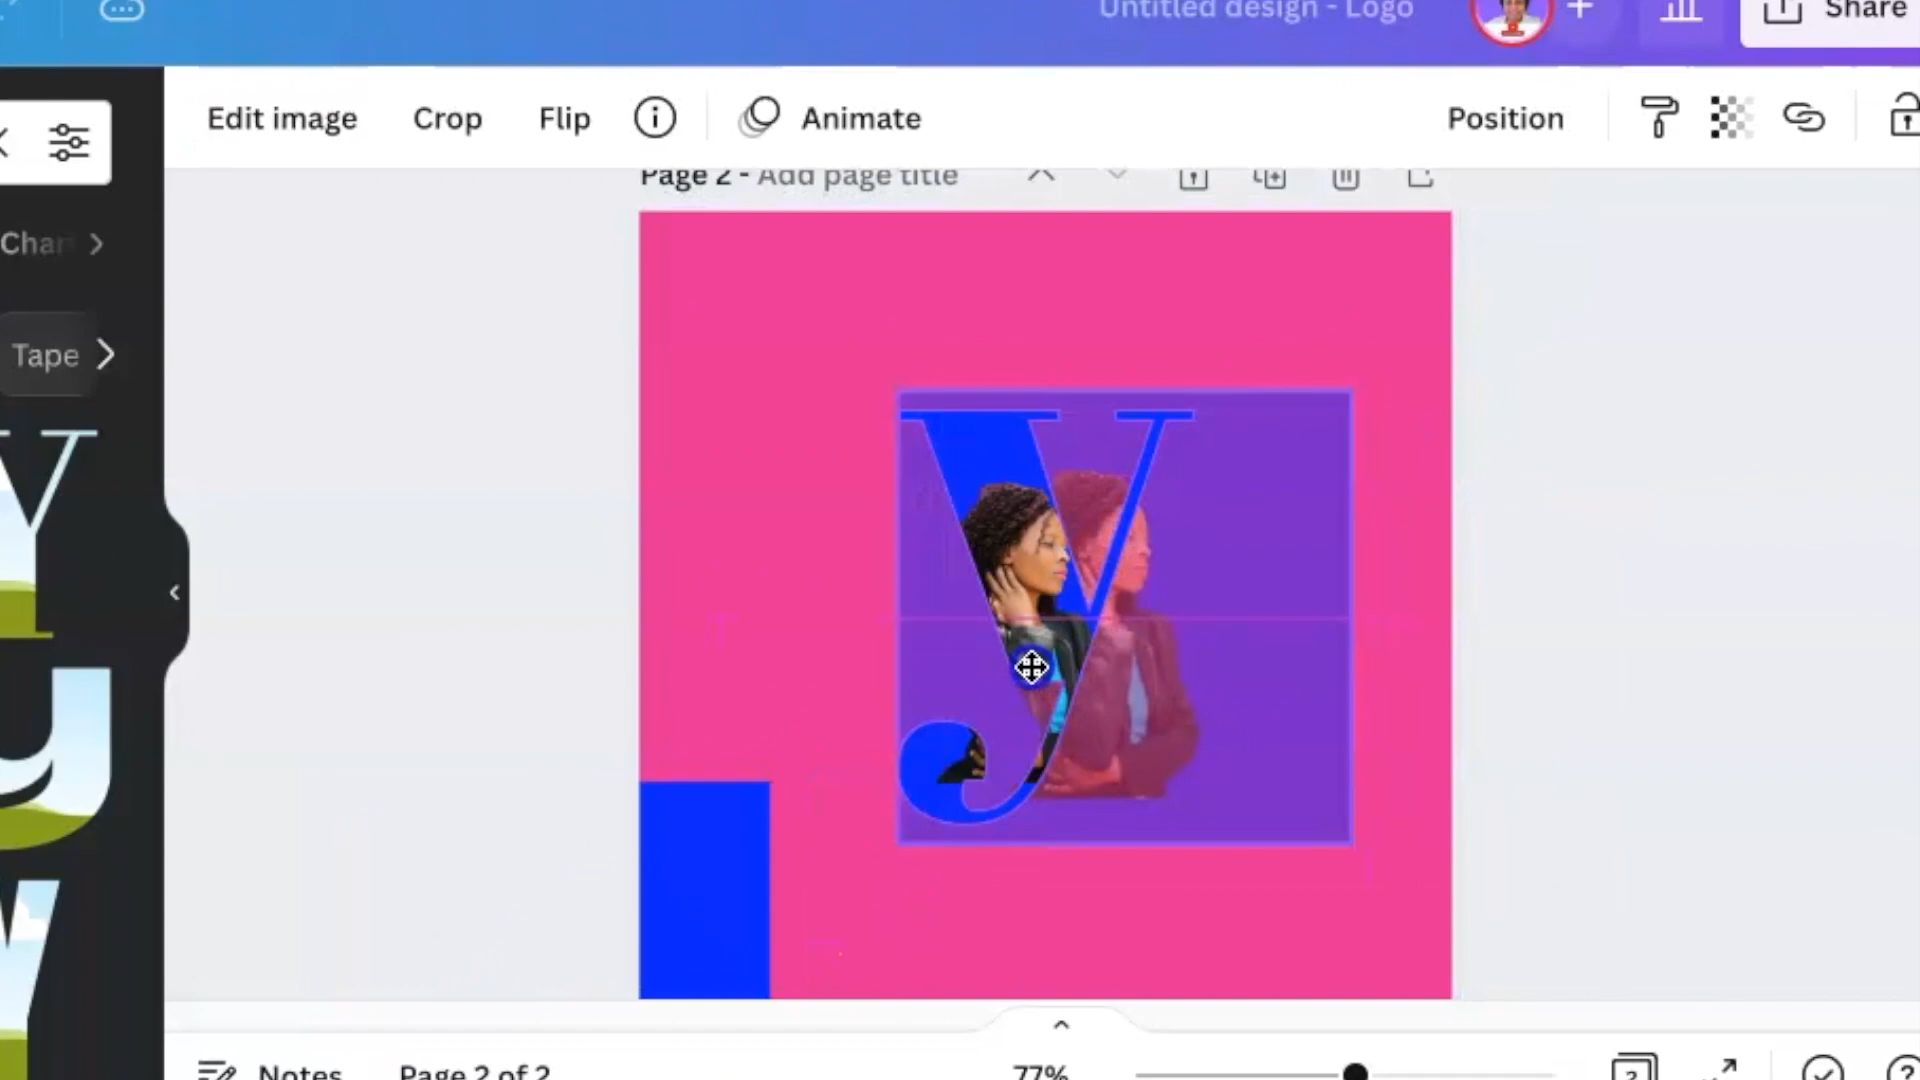 Untitled design - Logo
Share
Edit image
Crop
Flip
Animate
Position
Page 2 - Add page title
Char
Tape
y
Notes
Page 2 of 2
77%
2